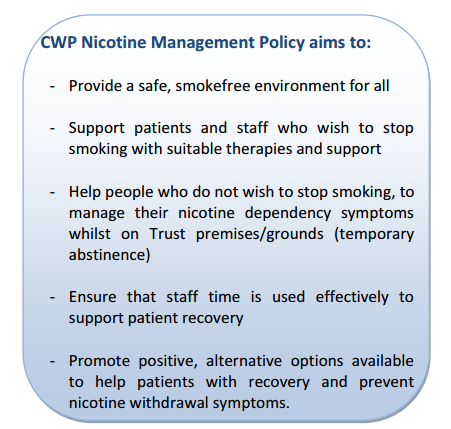 CWP Nicotine Management Policy aims to:
- Provide a safe, smokefree environment for all
- Support patients and staff who wish to stop
smoking with suitable therapies and support
- Help people who do not wish to stop smoking, to
manage their nicotine dependency symptoms
whilst on Trust premises/grounds (temporary
abstinence)
- Ensure that staff time is used effectively to
support patient recovery
- Promote positive, alternative options available
to help patients with recovery and prevent
nicotine withdrawal symptoms.